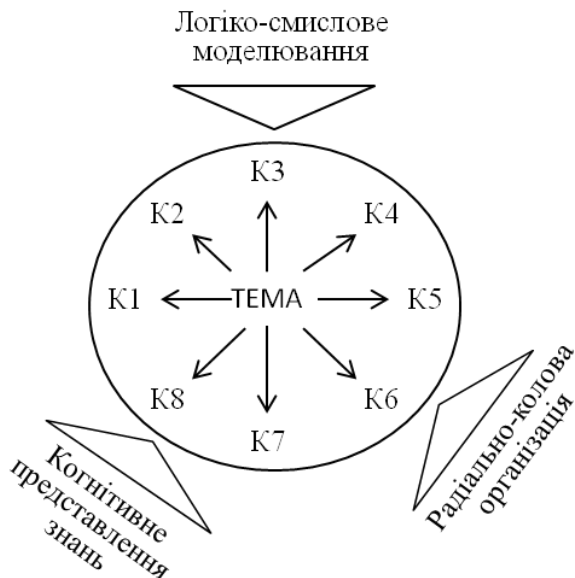 Логіко-смислове
моделювання
К3
К2
К4
К1
ТЕМА
К5
К8
К6
К7
Когнітивне
представлення
знань
Радіально-колова
організація